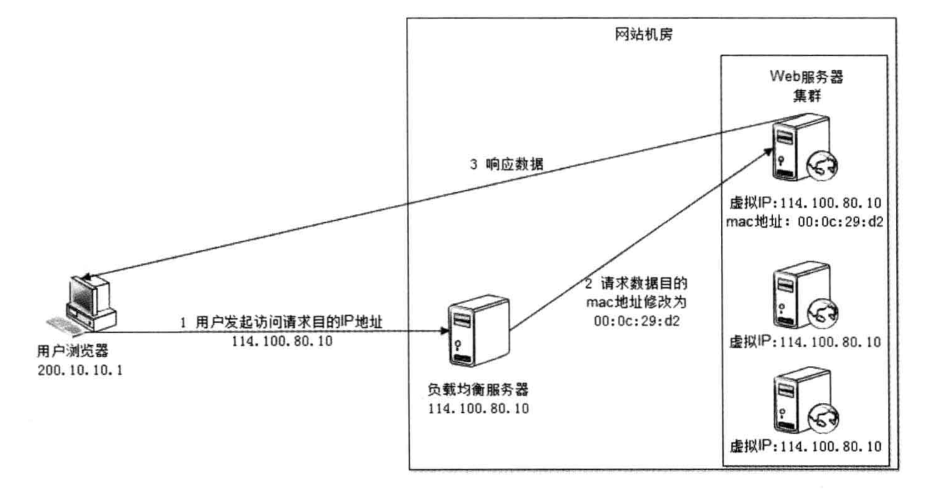 网站机房
Web服务器
集群
3 响应数据
虚拟IP:114.100.80.10
mac地址: 00:0c:29:d2
2 请求数据目的
mac地址修改为
00:0c:29:d2
1 用户发起访问请求目的IP地址
114.100.80.10
用户浏览器
200.10.10.1
负载均衡服务器
114.100.80.10
虚拟IP:114.100.80.10
虚拟IP:114.100.80.10